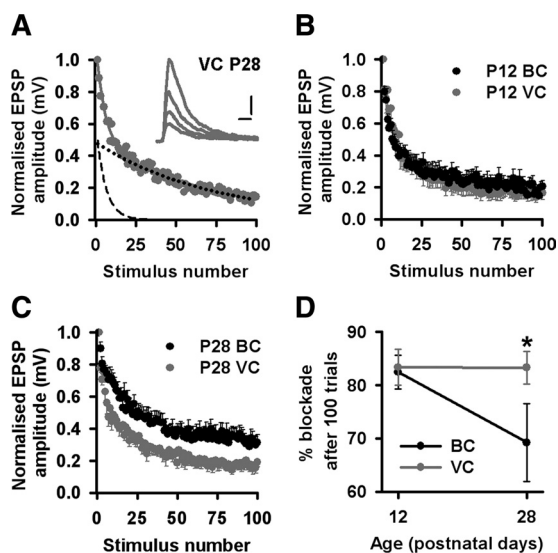 A
VC P28
Normalised EPSP
amplitude (mV)
1.0
0.8
0.6
0.4
0.2
0.0
0 25 50 75 100
Stimulus number
B
P12 BC
P12 VC
Normalised EPSP
amplitude (mV)
1.0
0.8
0.6
0.4
0.2
0.0
0 25 50 75 100
Stimulus number
C
P28 BC
P28 VC
Normalised EPSP
amplitude (mV)
1.0
0.8
0.6
0.4
0.2
0.0
0 25 50 75 100
Stimulus number
D
% blockade
after 100 trials
90
80
70
60
*
BC
VC
12 28
Age (postnatal days)